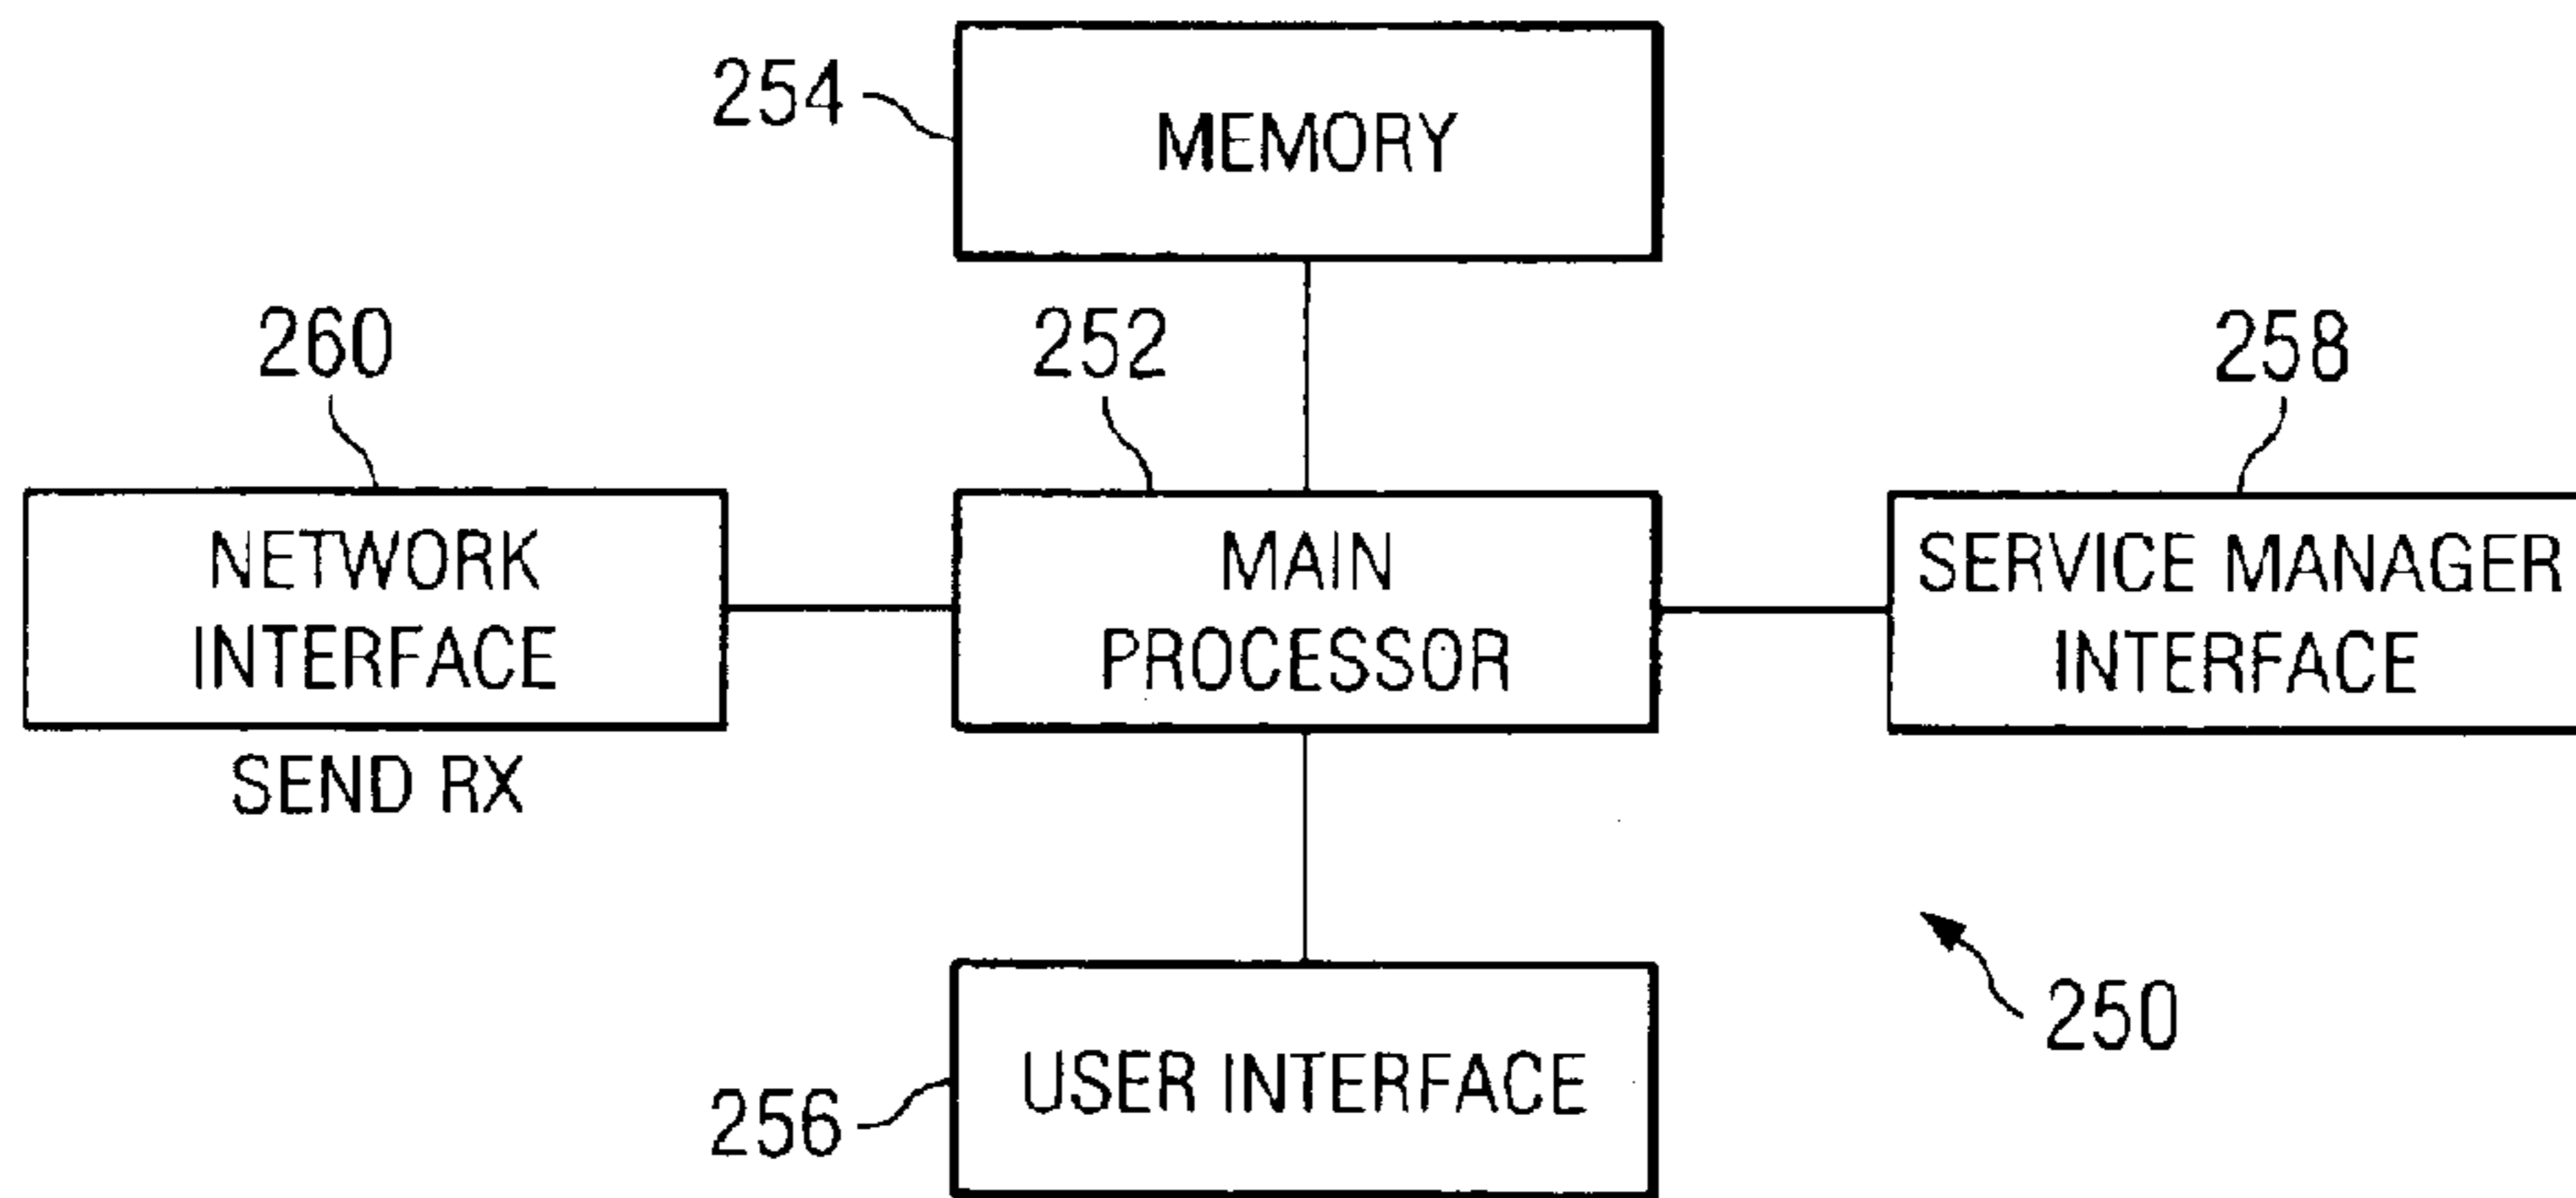 254
MEMORY
260
252
258
NETWORK
INTERFACE
MAIN
PROCESSOR
SERVICE MANAGER
INTERFACE
SEND RX
250
256
USER INTERFACE